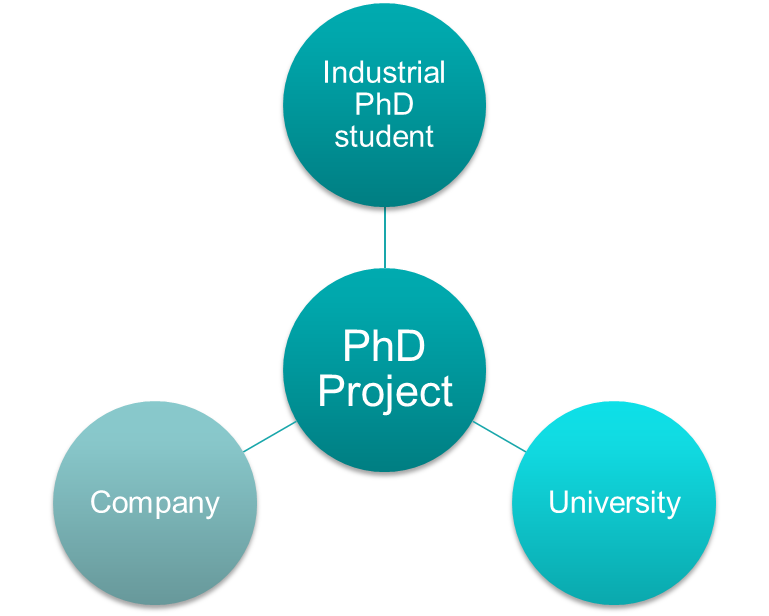 Industrial
PhD
student
PhD
Project
Company
University